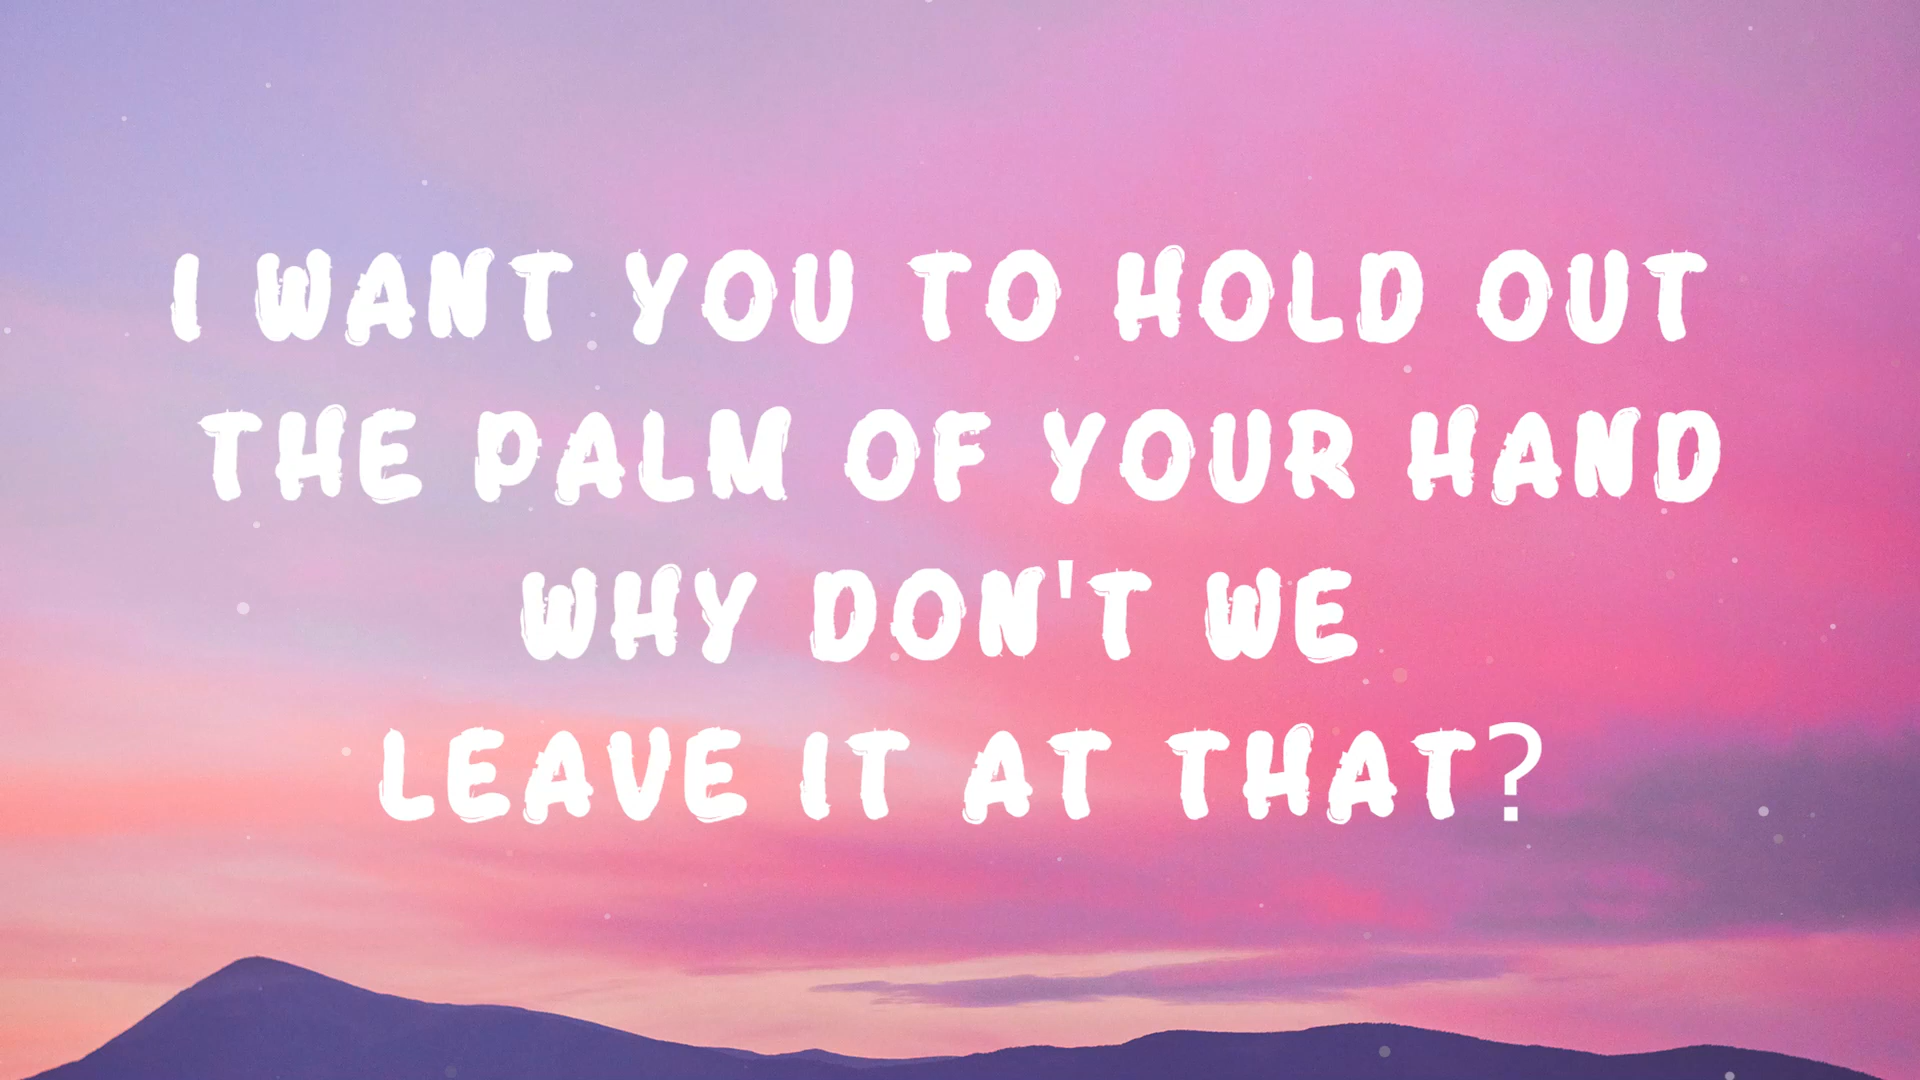 I WANT YOU TO HOLD OUT
THE PALM OF YOUR HAND
WHY DON'T WE
LEAVE IT AT THAT?